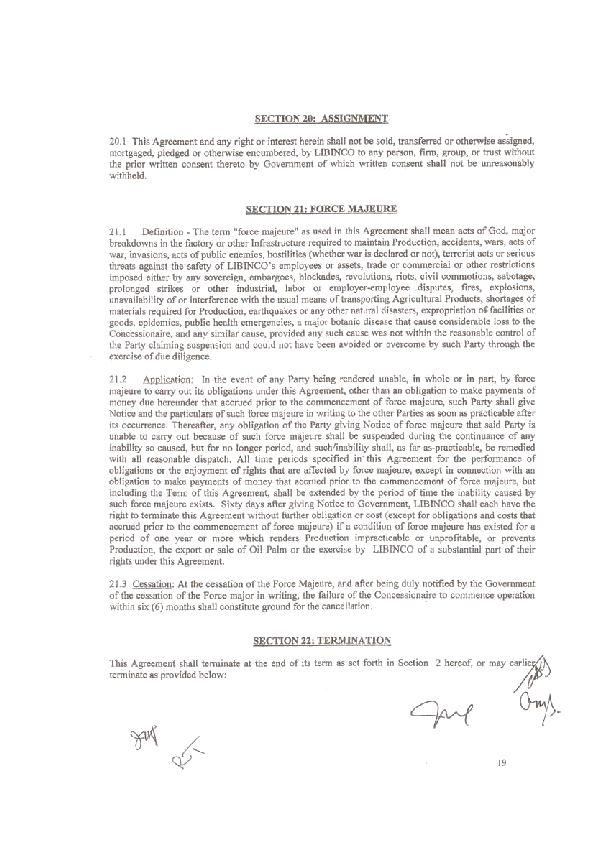 SECTION 20: ASSIGNMENT
20.1 This Agreement and any right or interest herein shall not be sold, transferred or otherwise assigned,
mortgaged, pledged or otherwise encumbered, by LIBINCO to any person, firm, group, or trust without
the prior written consent thereto by Government of which written consent shall not be unreasonably
withheld.
SECTION 21: FORCE MAJEURE
21.1 Definition - The term "force majeure" as used in this Agreement shall mean acts of God, major
breakdowns in the factory or other Infrastructure required to maintain Production, accidents, wars, acts of
war, invasions, acts of public enemies, hostilities (whether war is declared or not), terrorist acts or serious
threats against the safety of LIBINCO's employees or assets, trade or commercial or other restrictions
imposed either by any sovereign, embargoes, blockades, revolutions, riots, civil commotions, sabotage,
prolonged strikes or other industrial, labor or employer-employee disputes, fires, explosions,
unavailability of or interference with the usual means of transporting Agricultural Products, shortages of
materials required for Production, earthquakes or any other natural disasters, expropriation of facilities or
goods, epidemics, public health emergencies, a major botanic disease that cause considerable loss to the
Concessionaire, and any similar cause, provided any such cause was not within the reasonable control of
the Party claiming suspension and could not have been avoided or overcome by such Party through the
exercise of due diligence.
21.2 Application: In the event of any Party being rendered unable, in whole or in part, by force
majeure to carry out its obligations under this Agreement, other than an obligation to make payments of
money due hereunder that accrued prior to the commencement of force majeure, such Party shall give
Notice and the particulars of such force majeure in writing to the other Parties as soon as practicable after
its occurrence. Thereafter, any obligation of the Party giving Notice of force majeure that said Party is
unable to carry out because of such force majeure shall be suspended during the continuance of any
inability so caused, but for no longer period, and such/inability shall, as far as practicable, be remedied
with all reasonable dispatch. All time periods specified in this Agreement for the performance of
obligations or the enjoyment of rights that are affected by force majeure, except in connection with an
obligation to make payments of money that accrued prior to the commencement of force majeure, but
including the Term of this Agreement, shall be extended by the period of time the inability caused by
such force majeure exists. Sixty days after giving Notice to Government, LIBINCO shall each have the
right to terminate this Agreement without further obligation or cost (except for obligations and costs that
accrued prior to the commencement of force majeure) if a condition of force majeure has existed for a
period of one year or more which renders Production impracticable or unprofitable, or prevents
Production, the export or sale of Oil Palm or the exercise by LIBINCO of a substantial part of their
rights under this Agreement.
21.3 Cessation: At the cessation of the Force Majeure, and after being duly notified by the Government
of the cessation of the Force major in writing, the failure of the Concessionaire to commence operation
within six (6) months shall constitute ground for the cancellation.
SECTION 22: TERMINATION
This Agreement shall terminate at the end of its term as set forth in Section 2 hereof, or may earlier
terminate as provided below:
19